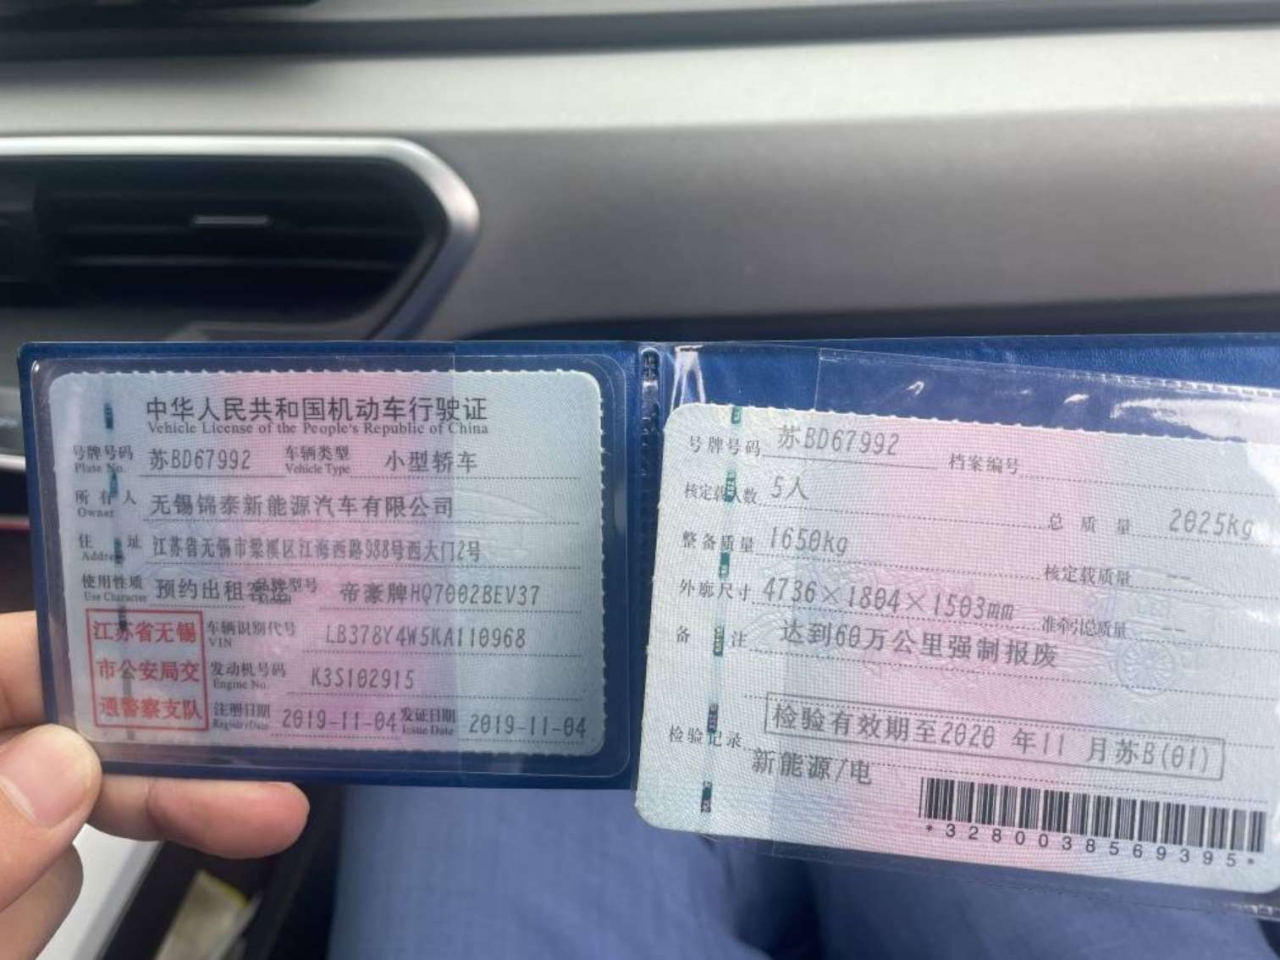 中华人民共和国机动车行驶证
Vehicle License of the People's Republic of China
号牌号码 苏BD67992 车辆类型 小型轿车
Plate No. Vehicle Type
所有人 无锡锦泰新能源汽车有限公司
Owner
住址 江苏省无锡市梁溪区江海西路988号西大门2号
Address
使用性质 预约出租客运 品牌型号 帝豪牌HQ7002BEV37
Use Character
江苏省无锡
市公安局交
通警察支队
车辆识别代号 LB378Y4W5KA110968
VIN
发动机号码 K3S102915
Engine No.
注册日期 2019-11-04 发证日期 2019-11-04
Register Date Issue Date
号牌号码 苏BD67992 档案编号
核定载人数 5人 总质量 2025kg
整备质量 1650kg 核定载质量 --
外廓尺寸 4736×1804×1503mm 准牵引总质量 --
备注 达到60万公里强制报废
检验记录 检验有效期至2020年11月苏B(01)
新能源/电
*3280038569395*